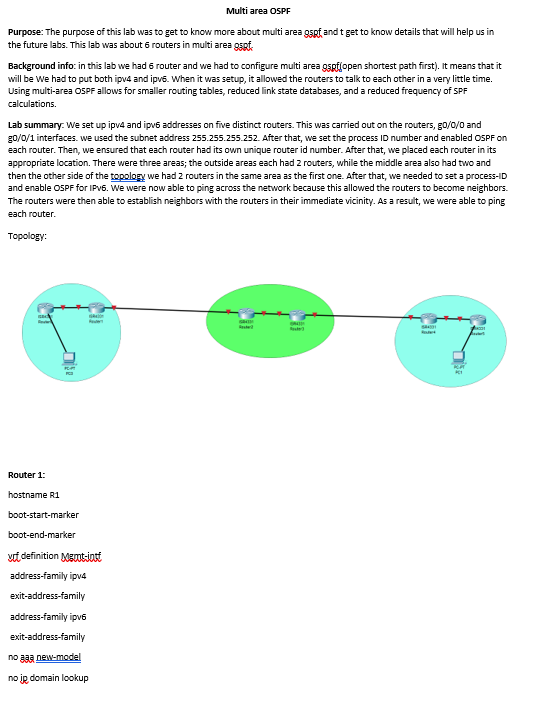 Multi area OSPF
Purpose: The purpose of this lab was to get to know more about multi area ospf and t get to know details that will help us in
the future labs. This lab was about 6 routers in multi area ospf.
Background info: in this lab we had 6 router and we had to configure multi area ospf(open shortest path first). It means that it
will be We had to put both ipv4 and ipv6. When it was setup, it allowed the routers to talk to each other in a very little time.
Using multi-area OSPF allows for smaller routing tables, reduced link state databases, and a reduced frequency of SPF
calculations.
Lab summary: We set up ipv4 and ipv6 addresses on five distinct routers. This was carried out on the routers, g0/0/0 and
g0/0/1 interfaces. we used the subnet address 255.255.255.252. After that, we set the process ID number and enabled OSPF on
each router. Then, we ensured that each router had its own unique router id number. After that, we placed each router in its
appropriate location. There were three areas; the outside areas each had 2 routers, while the middle area also had two and
then the other side of the topology we had 2 routers in the same area as the first one. After that, we needed to set a process-ID
and enable OSPF for IPv6. We were now able to ping across the network because this allowed the routers to become neighbors.
The routers were then able to establish neighbors with the routers in their immediate vicinity. As a result, we were able to ping
each router.
Topology:
ISR4331
ISR4331
Router1
ISR4331
Router2
ISR4331
Router3
ISR4331
Router4
PC-PT
PC0
PC-PT
PC1
Router 1:
hostname R1
boot-start-marker
boot-end-marker
vrf definition Mgmt-intf
address-family ipv4
exit-address-family
address-family ipv6
exit-address-family
no aaa new-model
no ip domain lookup